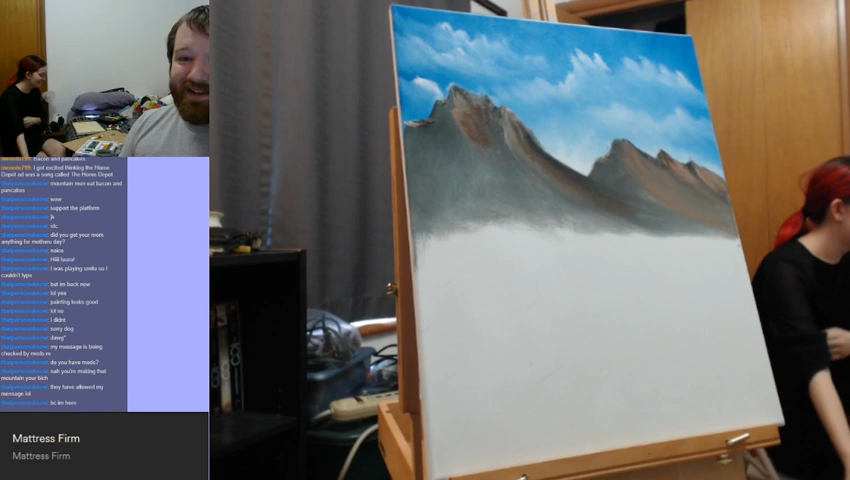 Bacon and pancakes
I got excited thinking the Home
Depot ad was a song called The Home Depot
mountain men eat bacon and
pancakes
wow
support the platform
jk
idc
did you get your mom
anything for mothers day?
naice
Hiiii laura!
I was playing smite so I
couldn't type
but im back now
lol yea
painting looks good
lol no
I didnt
sorry dog
dawg*
my message is being
checked by mods rn
do you have mods?
nah you're making that
mountain your bich
they have allowed my
message lol
bc im here
Mattress Firm
Mattress Firm